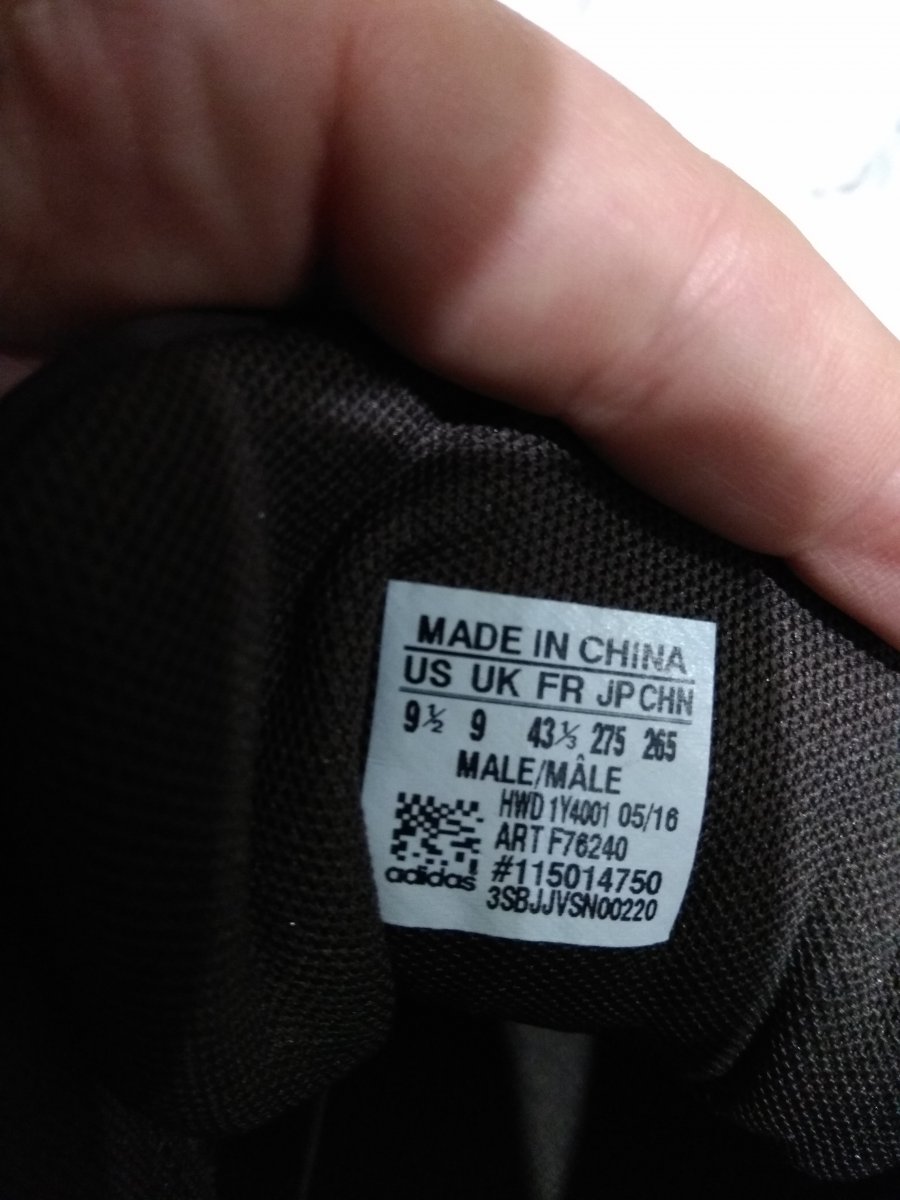 MADE IN CHINA
US UK FR JP CHN
9½ 9 43⅓ 275 265
MALE/MÂLE
HWD 1Y4001 05/16
ART F76240
adidas #115014750
3SBJJVSN00220